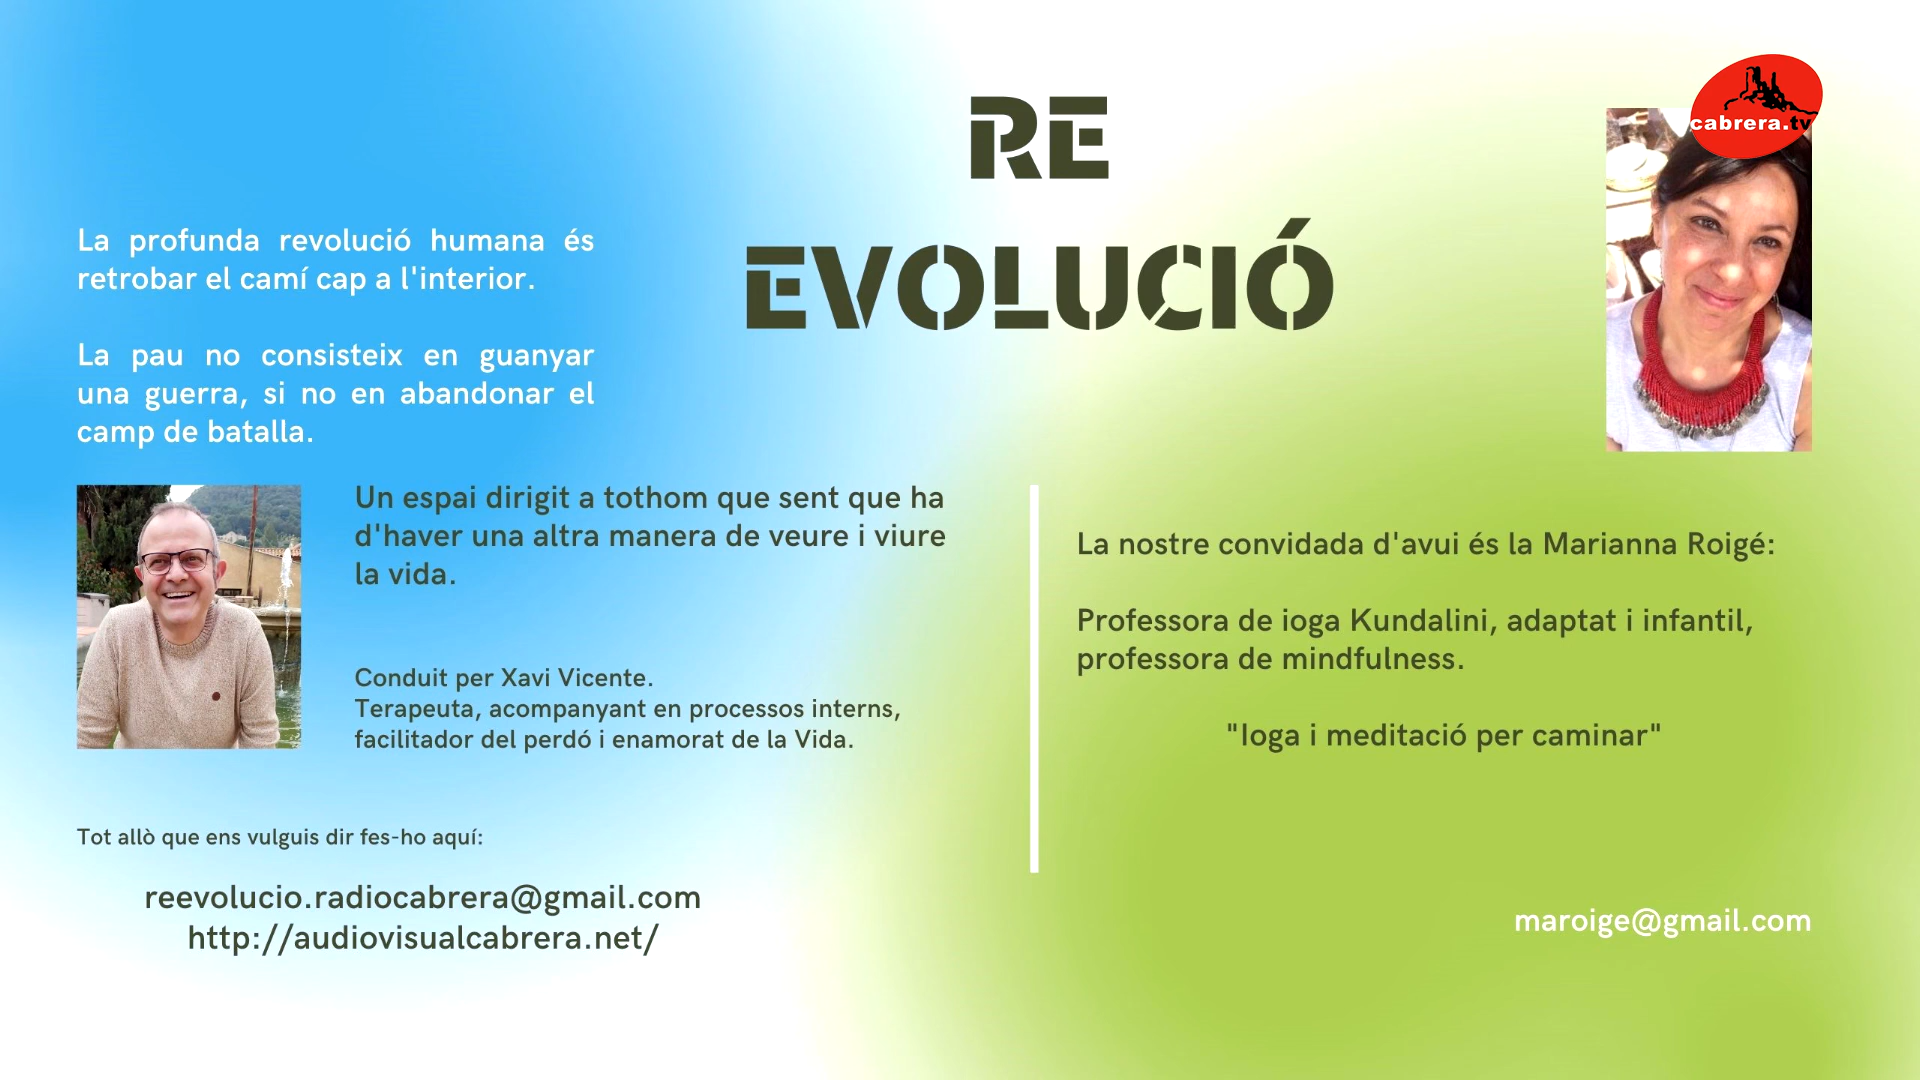 RE
EVOLUCIÓ
cabrera.tv
La profunda revolució humana és
retrobar el camí cap a l'interior.
La pau no consisteix en guanyar
una guerra, si no en abandonar el
camp de batalla.
Un espai dirigit a tothom que sent que ha
d'haver una altra manera de veure i viure
la vida.
Conduit per Xavi Vicente.
Terapeuta, acompanyant en processos interns,
facilitador del perdó i enamorat de la Vida.
Tot allò que ens vulguis dir fes-ho aquí:
reevolucio.radiocabrera@gmail.com
http://audiovisualcabrera.net/
La nostre convidada d'avui és la Marianna Roigé:
Professora de ioga Kundalini, adaptat i infantil,
professora de mindfulness.
"Ioga i meditació per caminar"
maroige@gmail.com